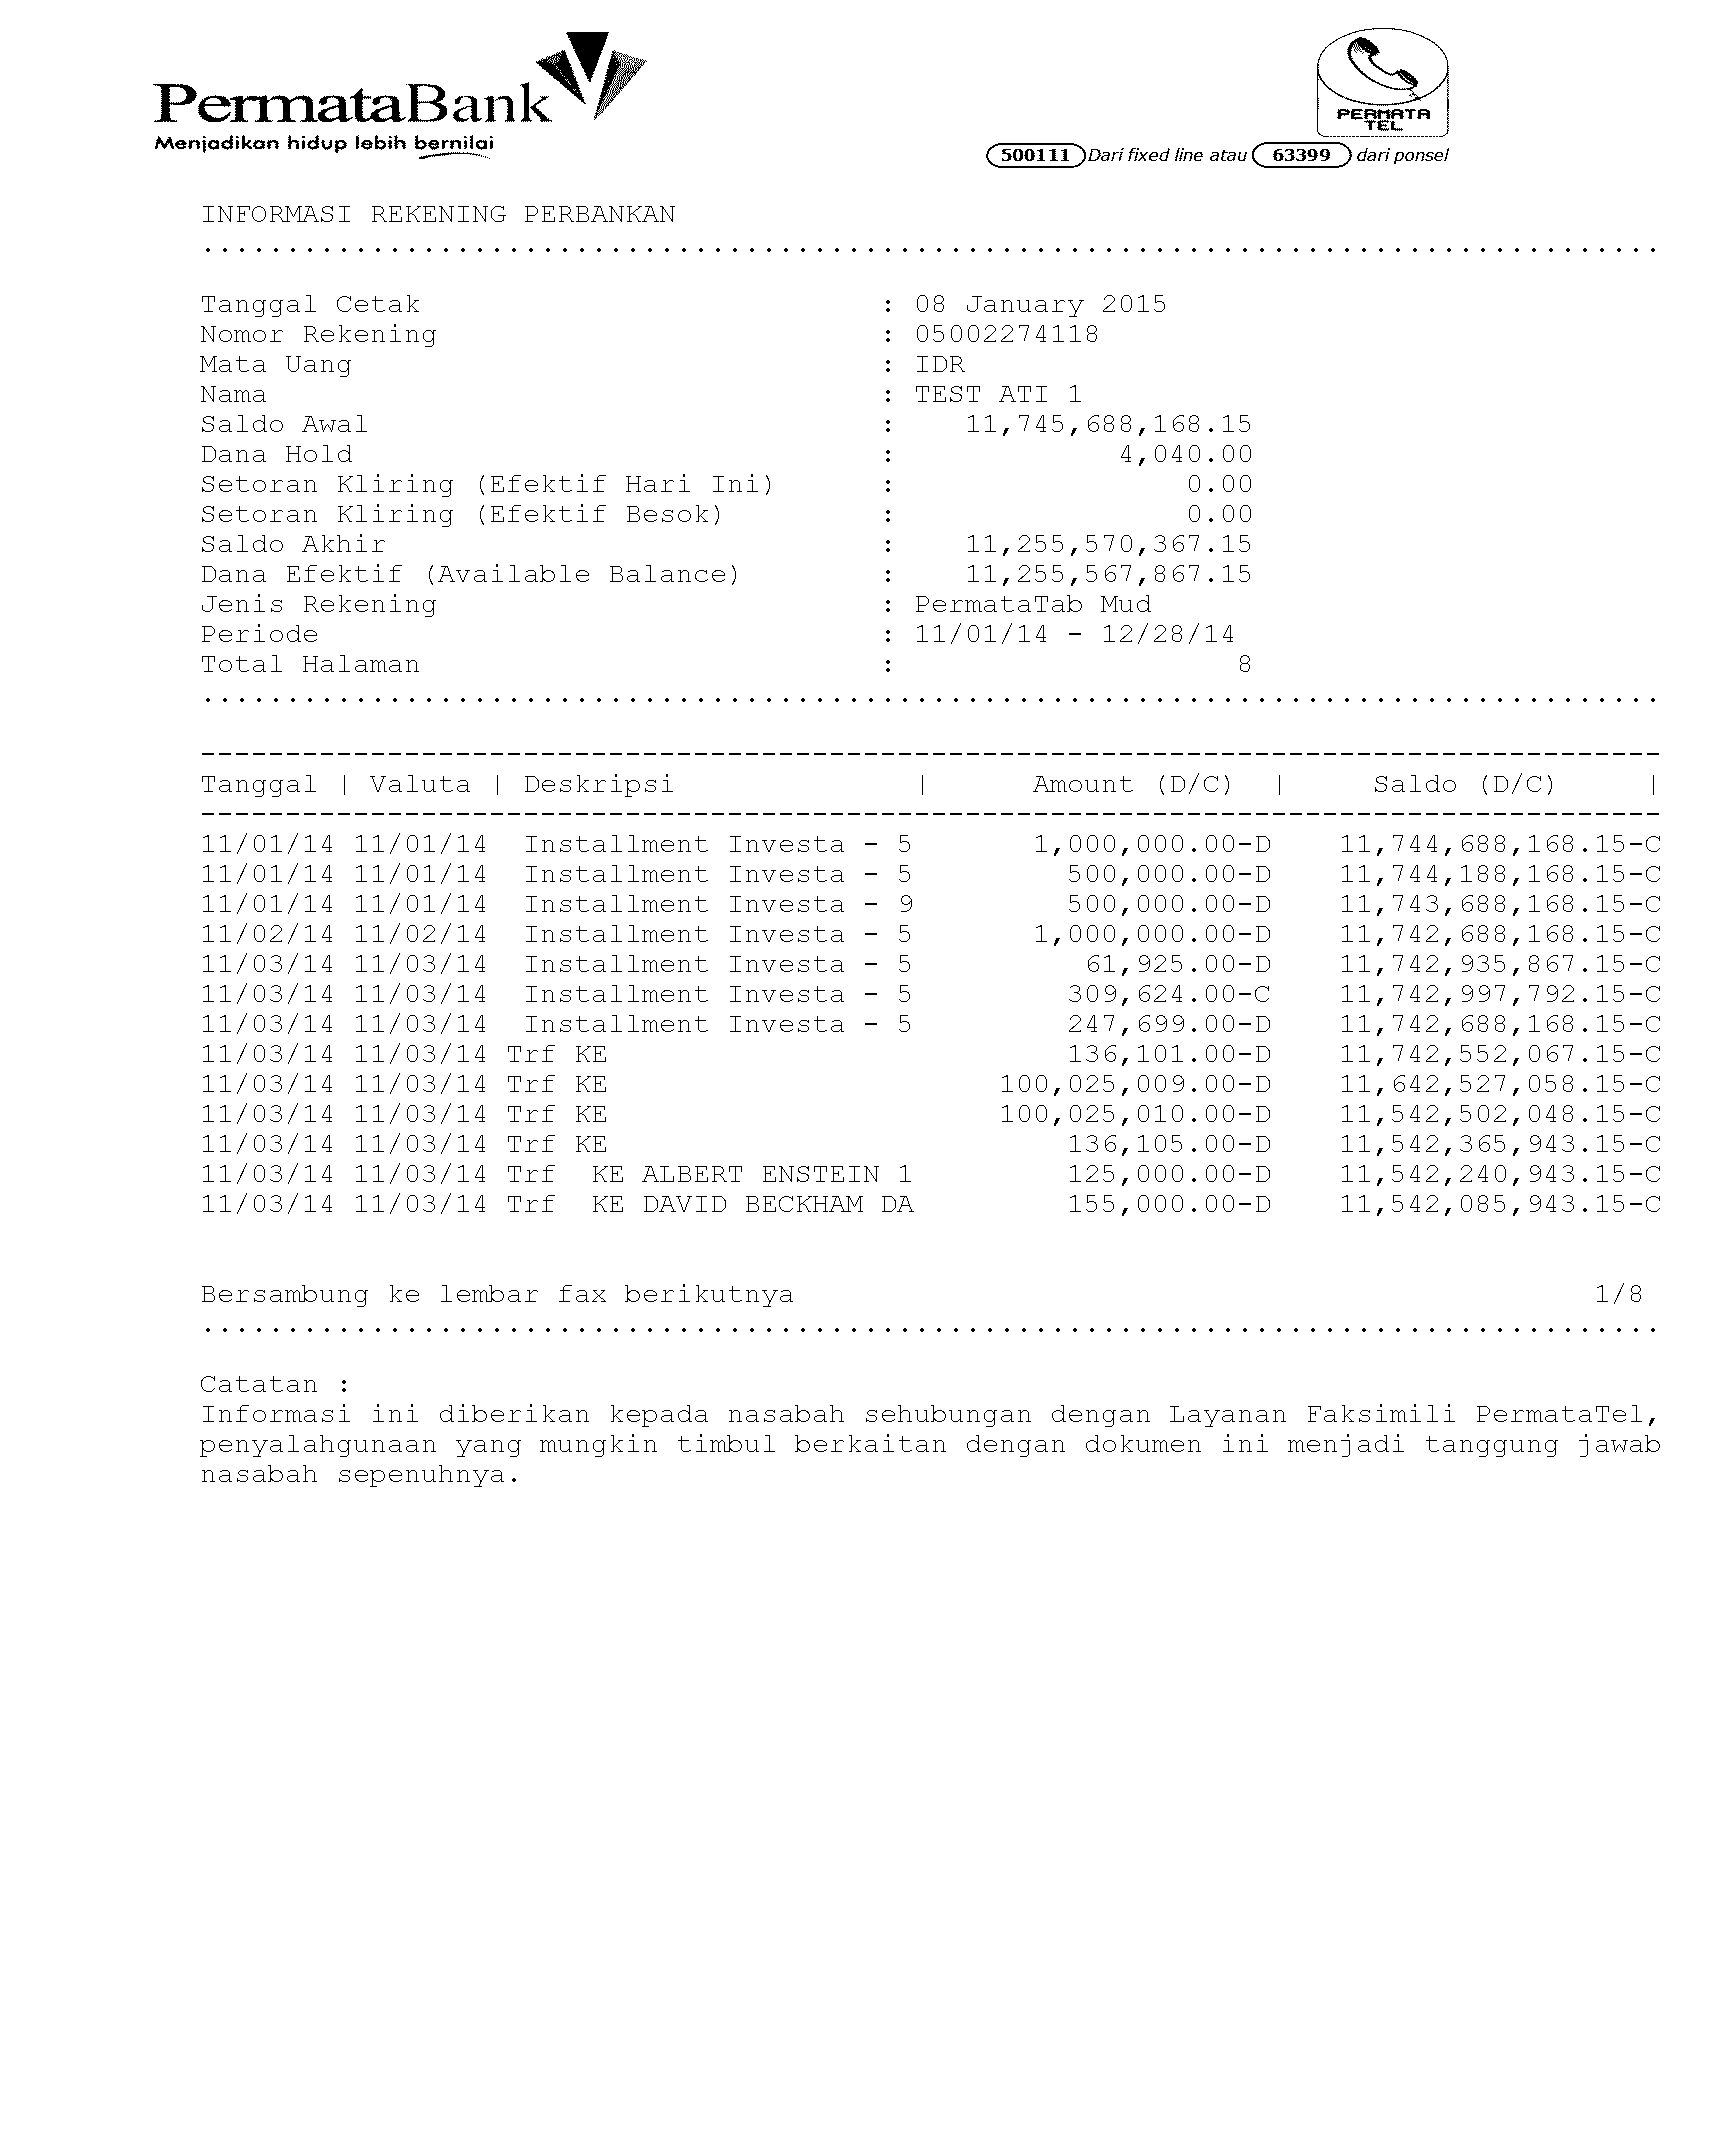 PermataBank
Menjadikan hidup lebih bernilai
PERMATA
TEL
500111 Dari fixed line atau 63399 dari ponsel
INFORMASI REKENING PERBANKAN
......................................................................................
Tanggal Cetak : 08 January 2015
Nomor Rekening : 05002274118
Mata Uang : IDR
Nama : TEST ATI 1
Saldo Awal : 11,745,688,168.15
Dana Hold : 4,040.00
Setoran Kliring (Efektif Hari Ini) : 0.00
Setoran Kliring (Efektif Besok) : 0.00
Saldo Akhir : 11,255,570,367.15
Dana Efektif (Available Balance) : 11,255,567,867.15
Jenis Rekening : PermataTab Mud
Periode : 11/01/14 - 12/28/14
Total Halaman : 8
......................................................................................
--------------------------------------------------------------------------------------
Tanggal | Valuta | Deskripsi | Amount (D/C) | Saldo (D/C) |
--------------------------------------------------------------------------------------
11/01/14 11/01/14 Installment Investa - 5 1,000,000.00-D 11,744,688,168.15-C
11/01/14 11/01/14 Installment Investa - 5 500,000.00-D 11,744,188,168.15-C
11/01/14 11/01/14 Installment Investa - 9 500,000.00-D 11,743,688,168.15-C
11/02/14 11/02/14 Installment Investa - 5 1,000,000.00-D 11,742,688,168.15-C
11/03/14 11/03/14 Installment Investa - 5 61,925.00-D 11,742,935,867.15-C
11/03/14 11/03/14 Installment Investa - 5 309,624.00-C 11,742,997,792.15-C
11/03/14 11/03/14 Installment Investa - 5 247,699.00-D 11,742,688,168.15-C
11/03/14 11/03/14 Trf KE 136,101.00-D 11,742,552,067.15-C
11/03/14 11/03/14 Trf KE 100,025,009.00-D 11,642,527,058.15-C
11/03/14 11/03/14 Trf KE 100,025,010.00-D 11,542,502,048.15-C
11/03/14 11/03/14 Trf KE 136,105.00-D 11,542,365,943.15-C
11/03/14 11/03/14 Trf KE ALBERT ENSTEIN 1 125,000.00-D 11,542,240,943.15-C
11/03/14 11/03/14 Trf KE DAVID BECKHAM DA 155,000.00-D 11,542,085,943.15-C
Bersambung ke lembar fax berikutnya 1/8
......................................................................................
Catatan :
Informasi ini diberikan kepada nasabah sehubungan dengan Layanan Faksimili PermataTel,
penyalahgunaan yang mungkin timbul berkaitan dengan dokumen ini menjadi tanggung jawab
nasabah sepenuhnya.